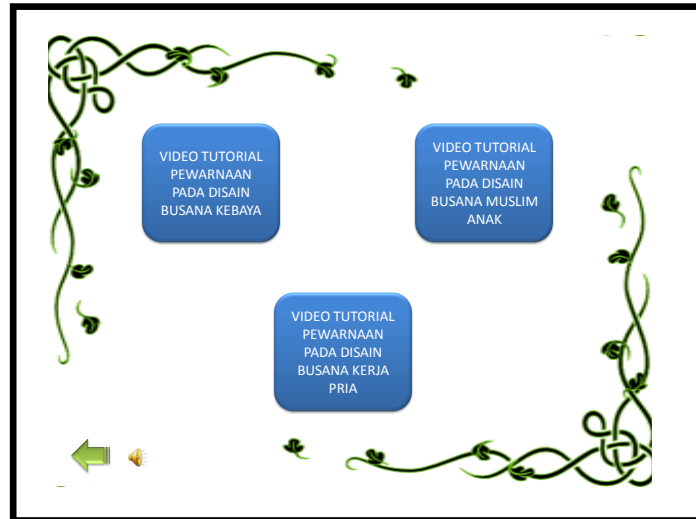 VIDEO TUTORIAL
PEWARNAAN
PADA DISAIN
BUSANA KEBAYA
VIDEO TUTORIAL
PEWARNAAN
PADA DISAIN
BUSANA MUSLIM
ANAK
VIDEO TUTORIAL
PEWARNAAN
PADA DISAIN
BUSANA KERJA
PRIA